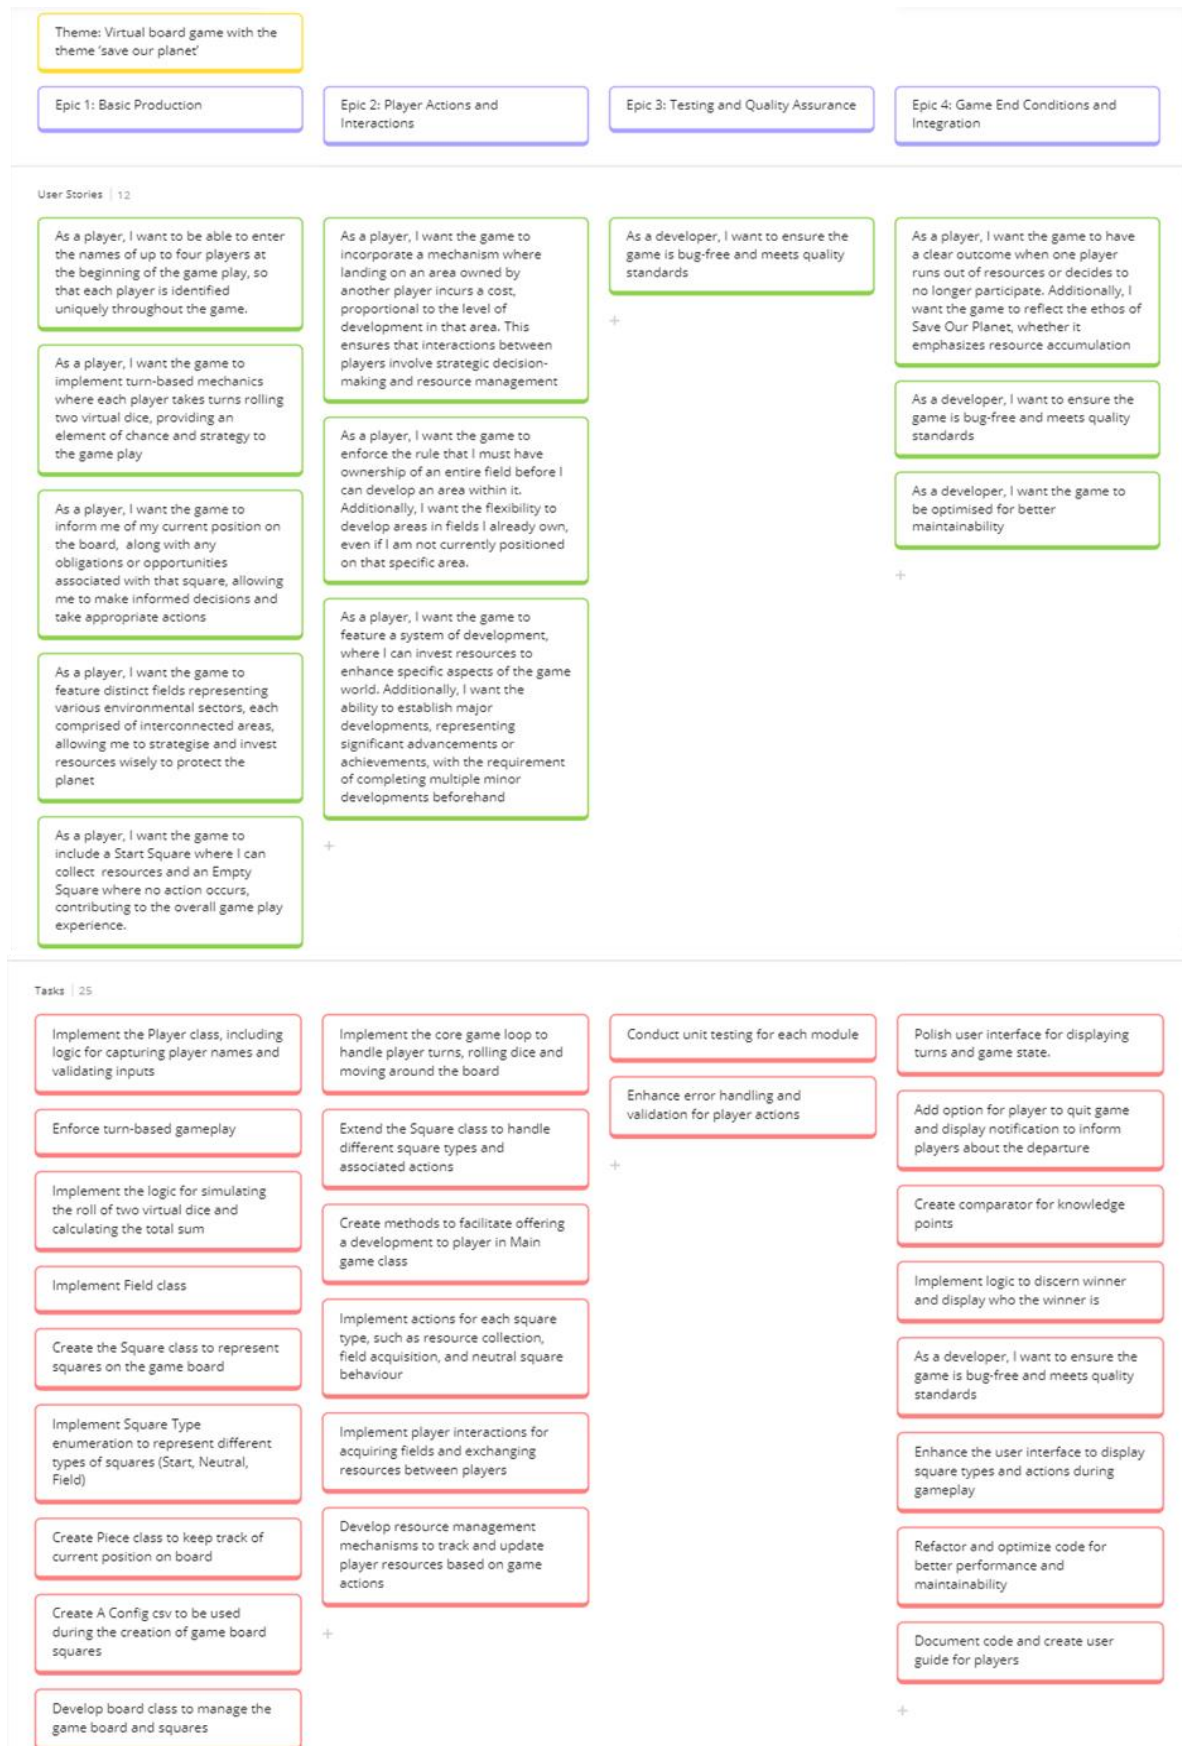 Theme: Virtual board game with the
theme ‘save our planet’
Epic 1: Basic Production
Epic 2: Player Actions and
Interactions
Epic 3: Testing and Quality Assurance
Epic 4: Game End Conditions and
Integration
User Stories | 12
As a player, I want to be able to enter
the names of up to four players at
the beginning of the game play, so
that each player is identified
uniquely throughout the game.
As a player, I want the game to
implement turn-based mechanics
where each player takes turns rolling
two virtual dice, providing an
element of chance and strategy to
the game play
As a player, I want the game to
inform me of my current position on
the board, along with any
obligations or opportunities
associated with that square, allowing
me to make informed decisions and
take appropriate actions
As a player, I want the game to
feature distinct fields representing
various environmental sectors, each
comprised of interconnected areas,
allowing me to strategise and invest
resources wisely to protect the
planet
As a player, I want the game to
include a Start Square where I can
collect resources and an Empty
Square where no action occurs,
contributing to the overall game play
experience.
As a player, I want the game to
incorporate a mechanism where
landing on an area owned by
another player incurs a cost,
proportional to the level of
development in that area. This
ensures that interactions between
players involve strategic decision-
making and resource management
As a player, I want the game to
enforce the rule that I must have
ownership of an entire field before I
can develop an area within it.
Additionally, I want the flexibility to
develop areas in fields I already own,
even if I am not currently positioned
on that specific area.
As a player, I want the game to
feature a system of development,
where I can invest resources to
enhance specific aspects of the game
world. Additionally, I want the
ability to establish major
developments, representing
significant advancements or
achievements, with the requirement
of completing multiple minor
developments beforehand
As a developer, I want to ensure the
game is bug-free and meets quality
standards
As a player, I want the game to have
a clear outcome when one player
runs out of resources or decides to
no longer participate. Additionally, I
want the game to reflect the ethos of
Save Our Planet, whether it
emphasizes resource accumulation
As a developer, I want to ensure the
game is bug-free and meets quality
standards
As a developer, I want the game to
be optimised for better
maintainability
Tasks | 25
Implement the Player class, including
logic for capturing player names and
validating inputs
Enforce turn-based gameplay
Implement the logic for simulating
the roll of two virtual dice and
calculating the total sum
Implement Field class
Create the Square class to represent
squares on the game board
Implement Square Type
enumeration to represent different
types of squares (Start, Neutral,
Field)
Create Piece class to keep track of
current position on board
Create A Config csv to be used
during the creation of game board
squares
Develop board class to manage the
game board and squares
Implement the core game loop to
handle player turns, rolling dice and
moving around the board
Extend the Square class to handle
different square types and
associated actions
Create methods to facilitate offering
a development to player in Main
game class
Implement actions for each square
type, such as resource collection,
field acquisition, and neutral square
behaviour
Implement player interactions for
acquiring fields and exchanging
resources between players
Develop resource management
mechanisms to track and update
player resources based on game
actions
Conduct unit testing for each module
Enhance error handling and
validation for player actions
Polish user interface for displaying
turns and game state.
Add option for player to quit game
and display notification to inform
players about the departure
Create comparator for knowledge
points
Implement logic to discern winner
and display who the winner is
As a developer, I want to ensure the
game is bug-free and meets quality
standards
Enhance the user interface to display
square types and actions during
gameplay
Refactor and optimize code for
better performance and
maintainability
Document code and create user
guide for players